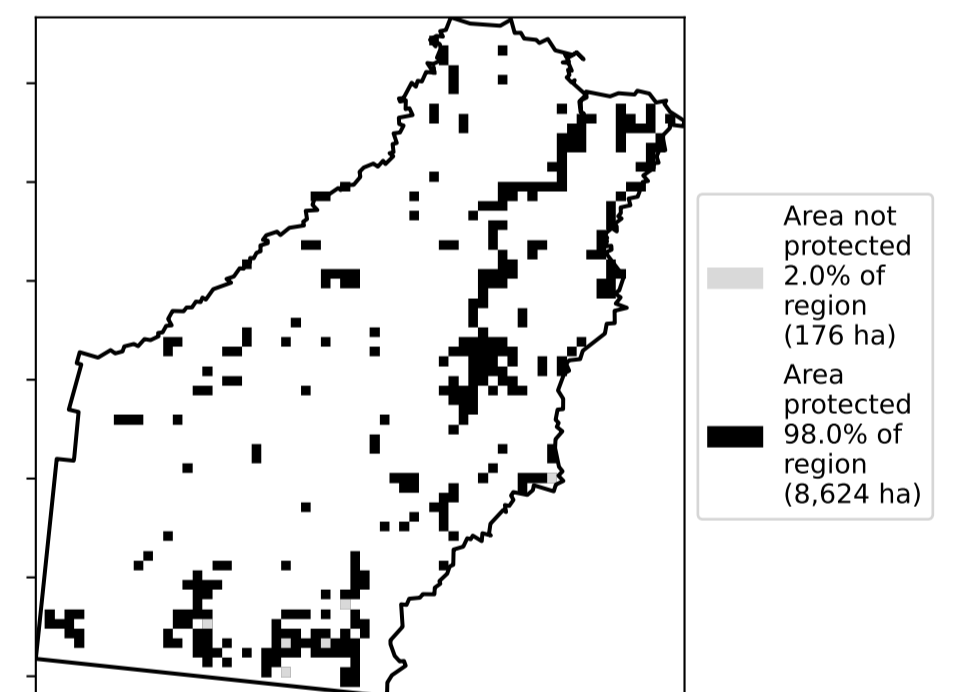 Area not
protected
2.0% of
region
(176 ha)
Area
protected
98.0% of
region
(8,624 ha)